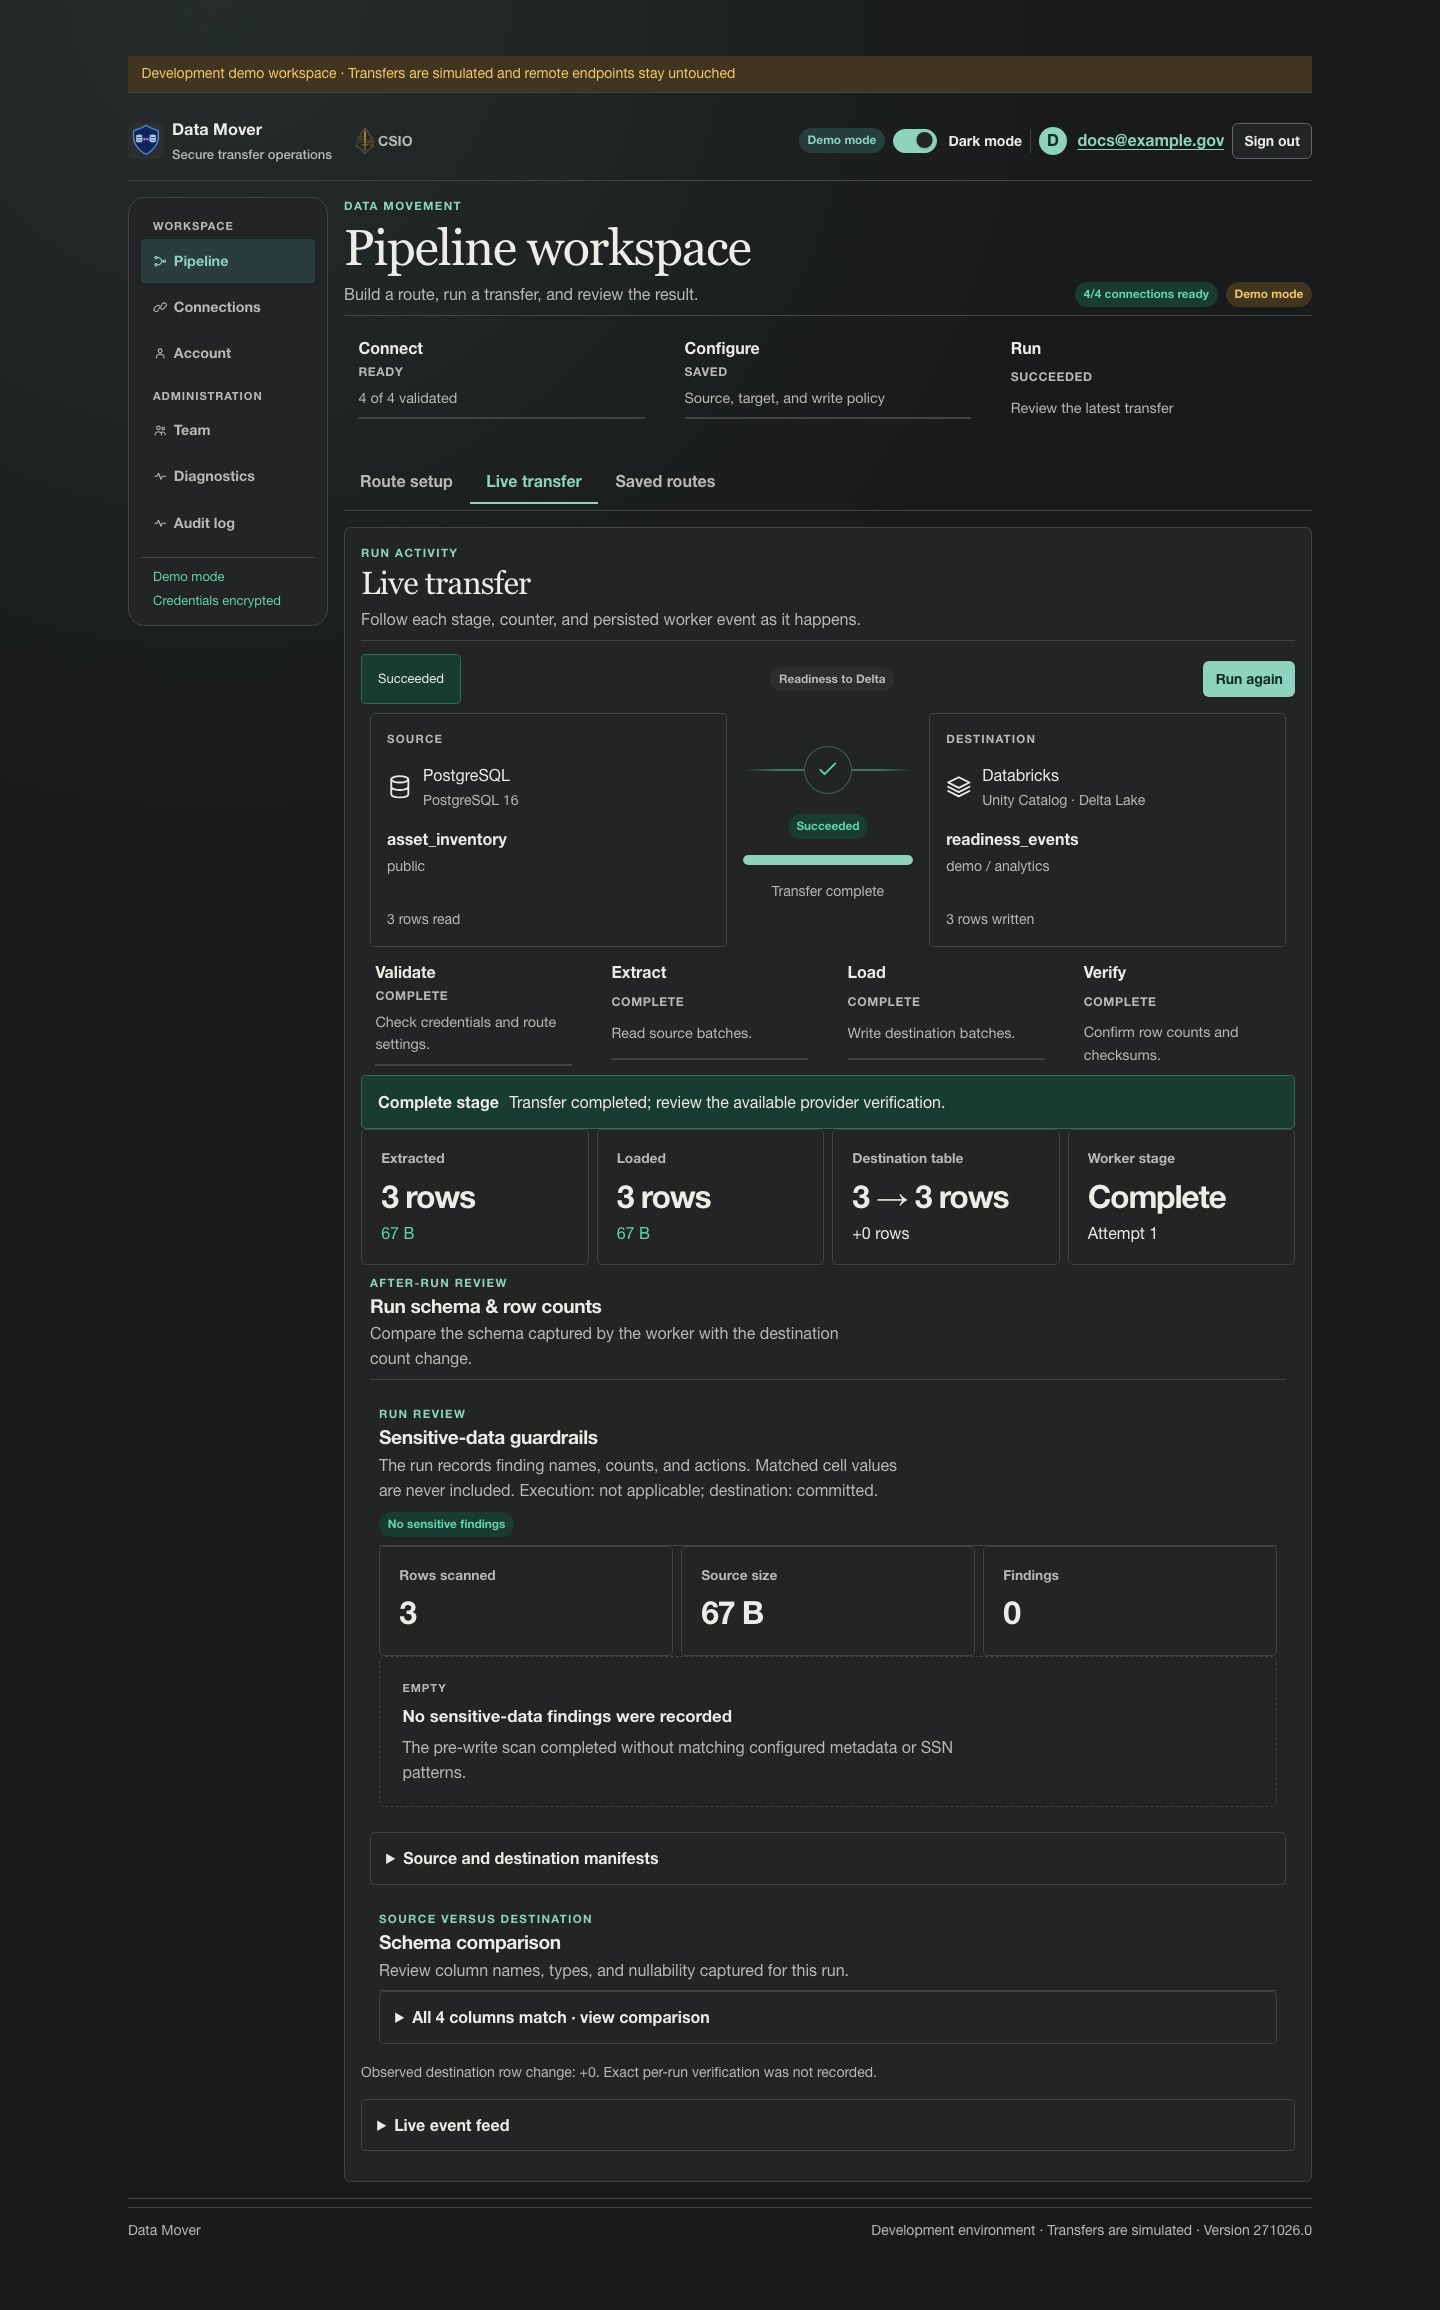 Development demo workspace · Transfers are simulated and remote endpoints stay untouched
Data Mover
Secure transfer operations
CSIO
Demo mode
Dark mode
D
docs@example.gov
Sign out
WORKSPACE
Pipeline
Connections
Account
ADMINISTRATION
Team
Diagnostics
Audit log
Demo mode
Credentials encrypted
DATA MOVEMENT
Pipeline workspace
Build a route, run a transfer, and review the result.
4/4 connections ready
Demo mode
Connect
READY
4 of 4 validated
Configure
SAVED
Source, target, and write policy
Run
SUCCEEDED
Review the latest transfer
Route setup
Live transfer
Saved routes
RUN ACTIVITY
Live transfer
Follow each stage, counter, and persisted worker event as it happens.
Succeeded
Readiness to Delta
Run again
SOURCE
PostgreSQL
PostgreSQL 16
asset_inventory
public
3 rows read
Succeeded
Transfer complete
DESTINATION
Databricks
Unity Catalog · Delta Lake
readiness_events
demo / analytics
3 rows written
Validate
COMPLETE
Check credentials and route
settings.
Extract
COMPLETE
Read source batches.
Load
COMPLETE
Write destination batches.
Verify
COMPLETE
Confirm row counts and
checksums.
Complete stage Transfer completed; review the available provider verification.
Extracted
3 rows
67 B
Loaded
3 rows
67 B
Destination table
3 → 3 rows
+0 rows
Worker stage
Complete
Attempt 1
AFTER-RUN REVIEW
Run schema & row counts
Compare the schema captured by the worker with the destination
count change.
RUN REVIEW
Sensitive-data guardrails
The run records finding names, counts, and actions. Matched cell values
are never included. Execution: not applicable; destination: committed.
No sensitive findings
Rows scanned
3
Source size
67 B
Findings
0
EMPTY
No sensitive-data findings were recorded
The pre-write scan completed without matching configured metadata or SSN
patterns.
Source and destination manifests
SOURCE VERSUS DESTINATION
Schema comparison
Review column names, types, and nullability captured for this run.
All 4 columns match · view comparison
Observed destination row change: +0. Exact per-run verification was not recorded.
Live event feed
Data Mover
Development environment · Transfers are simulated · Version 271026.0